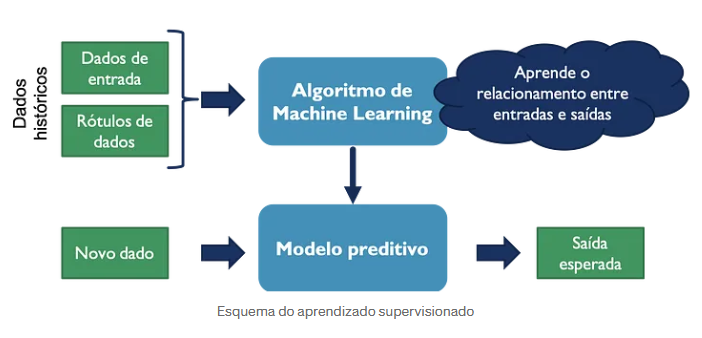 Dados
históricos
Dados de
entrada
Rótulos de
dados
Algoritmo de
Machine Learning
Aprende o
relacionamento entre
entradas e saídas
Novo dado
Modelo preditivo
Saída
esperada
Esquema do aprendizado supervisionado